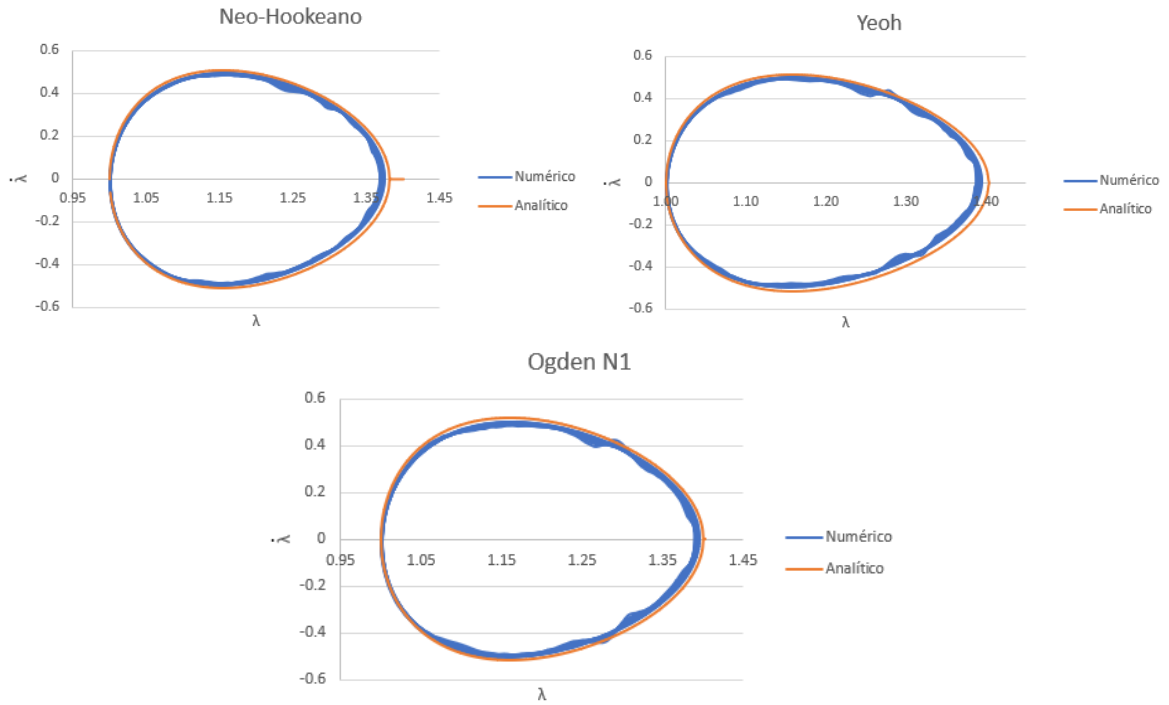 Neo-Hookeano
0.6
0.4
0.2
0
-0.2
-0.4
-0.6
0.95
1.05
1.15
1.25
1.35
1.45
λ̇
λ
Numérico
Analítico
Yeoh
0.6
0.4
0.2
0
-0.2
-0.4
-0.6
1.00
1.10
1.20
1.30
1.40
λ̇
λ
Numérico
Analítico
Ogden N1
0.6
0.4
0.2
0
-0.2
-0.4
-0.6
0.95
1.05
1.15
1.25
1.35
1.45
λ̇
λ
Numérico
Analítico